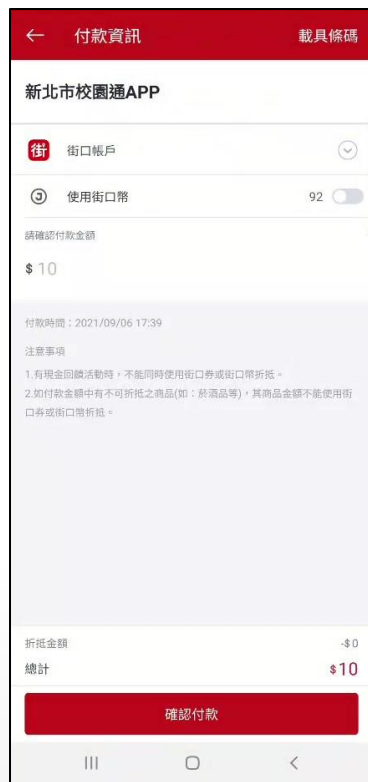 付款資訊
載具條碼
新北市校園通APP
街
街口帳戶
J
使用街口幣
92
請確認付款金額
$ 10
付款時間：2021/09/06 17:39
注意事項
1.有現金回饋活動時，不能同時使用街口券或街口幣折抵。
2.如付款金額中有不可折抵之商品(如：菸酒品等)，其商品金額不能使用街
口券或街口幣折抵。
折抵金額
-$0
總計
$10
確認付款